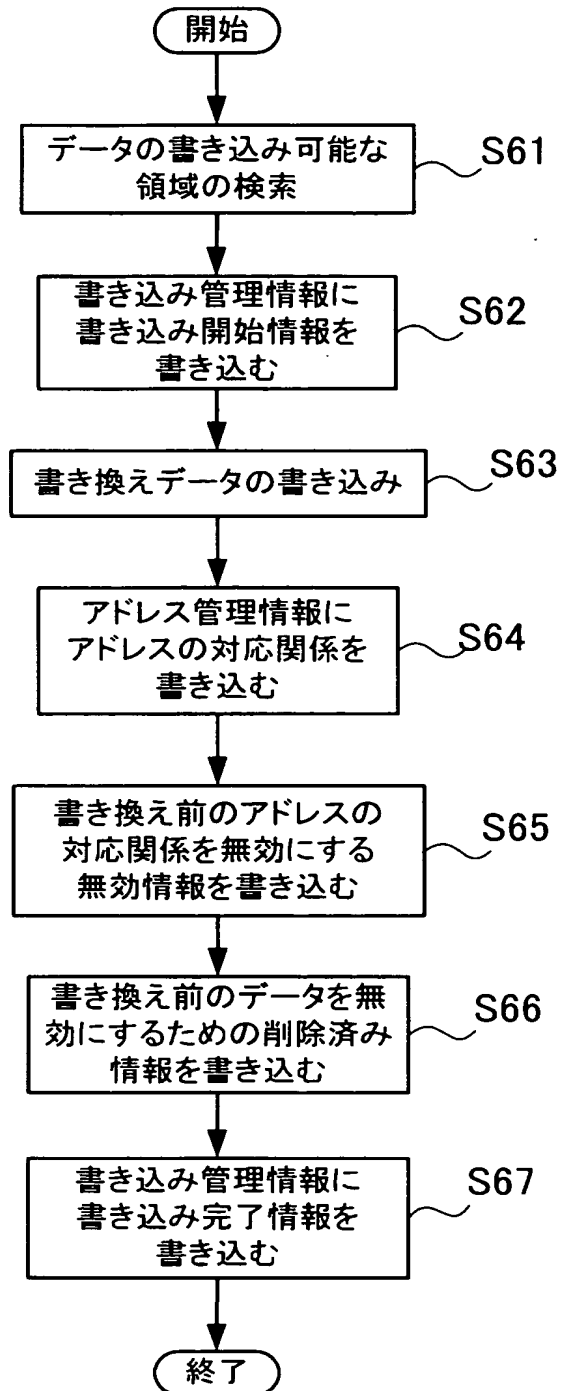 開始
データの書き込み可能な
領域の検索
S61
書き込み管理情報に
書き込み開始情報を
書き込む
S62
書き換えデータの書き込み
S63
アドレス管理情報に
アドレスの対応関係を
書き込む
S64
書き換え前のアドレスの
対応関係を無効にする
無効情報を書き込む
S65
書き換え前のデータを無
効にするための削除済み
情報を書き込む
S66
書き込み管理情報に
書き込み完了情報を
書き込む
S67
終了